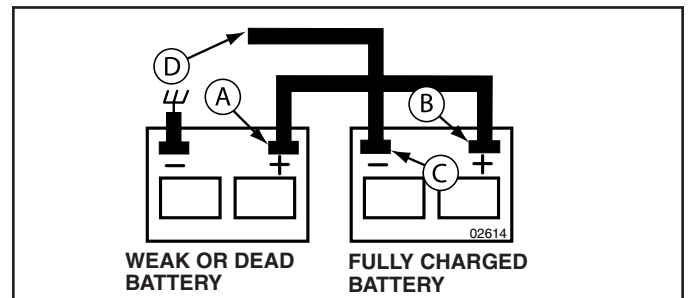 D
A
B
− + − +
C
02614
WEAK OR DEAD
BATTERY
FULLY CHARGED
BATTERY